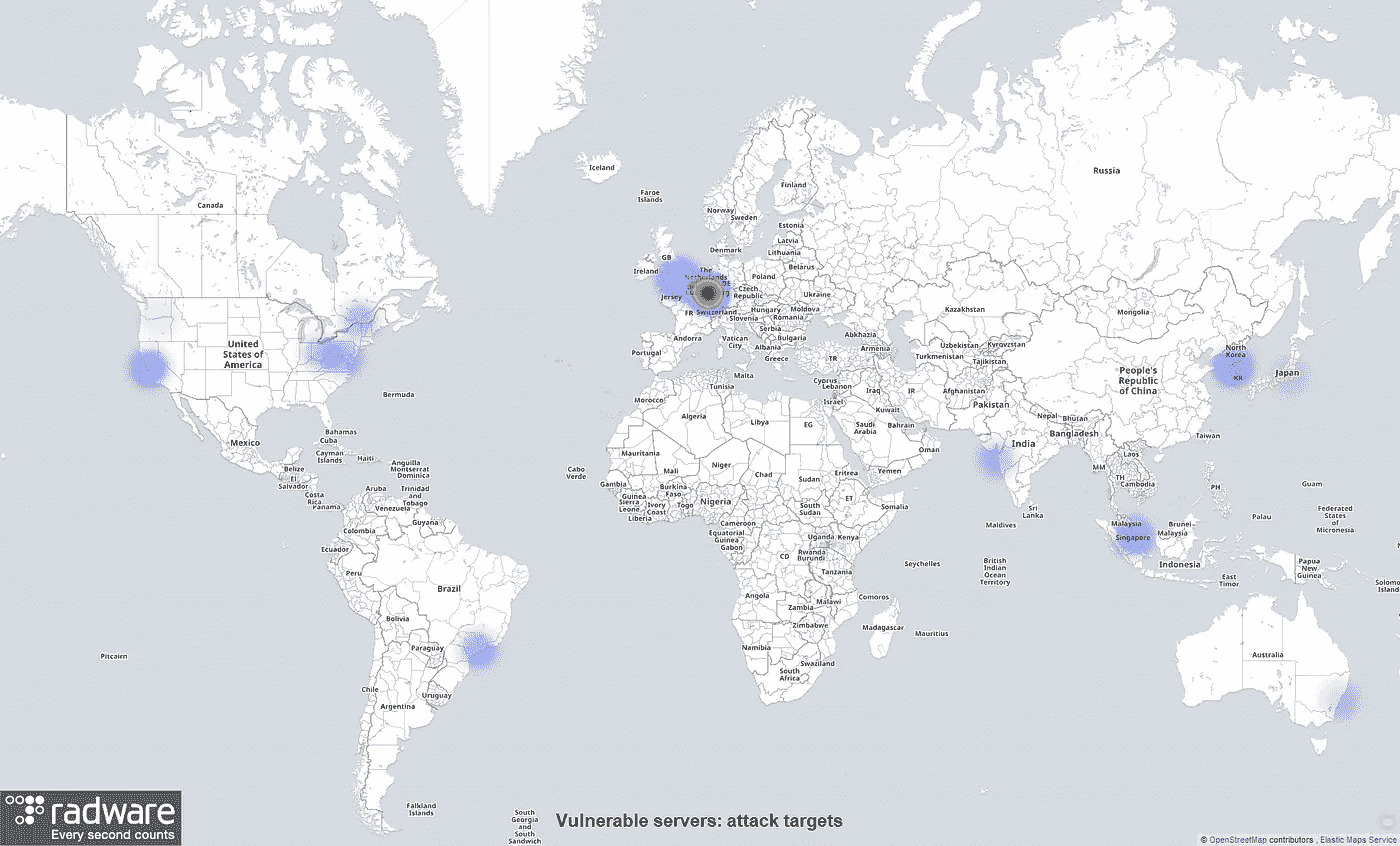 Iceland
Russia
Finland
Faroe
Islands
Canada
Norway
Sweden
Estonia
Latvia
Lithuania
Denmark
GB
Ireland
The
Netherlands
DE
Belarus
Poland
Jersey
Czech
Republic
Ukraine
FR
Switzerland
Hungary
Moldova
Slovenia
Romania
Serbia
Kazakhstan
Mongolia
Andorra
Vatican
City
Bulgaria
Albania
Abkhazia
Armenia
Uzbekistan
Kyrgyzstan
Turkmenistan
Tajikistan
North
Korea
KR
Japan
United
States of
America
Portugal
Greece
TR
Malta
Tunisia
Cyprus
Lebanon
Israel
Iraq
IR
Afghanistan
People's
Republic
of China
Bermuda
Morocco
Algeria
Libya
EG
Kuwait
Pakistan
Saudi
Arabia
Bahrain
Nepal
Bhutan
Bangladesh
India
Taiwan
Oman
Mexico
Bahamas
Cuba
Cayman
Islands
Haiti
Anguilla
Montserrat
Dominica
Belize
El
Salvador
Costa
Rica
Panama
Aruba
Trinidad
and
Tobago
Venezuela
Guyana
Colombia
Ecuador
Cabo
Verde
Mauritania
Mali
Niger
Chad
Sudan
Eritrea
Yemen
Gambia
Guinea
Sierra
Leone
Liberia
Burkina
Faso
Ivory
Coast
Togo
Nigeria
South
Sudan
ET
Somalia
Laos
MM
TH
Cambodia
PH
Guam
Sri
Lanka
Maldives
Palau
Federated
States
of
Micronesia
Cameroon
Equatorial
Guinea
Gabon
Uganda
Kenya
CD
Rwanda
Burundi
Tanzania
Seychelles
British
Indian
Ocean
Territory
Malaysia
Singapore
Brunei
Malaysia
Indonesia
East
Timor
Papua
New
Guinea
Solomon
Islands
Peru
Brazil
Bolivia
Paraguay
Chile
Uruguay
Argentina
Pitcairn
Angola
Zambia
Malawi
Comoros
Zimbabwe
Madagascar
Mauritius
Namibia
Swaziland
South
Africa
Australia
Falkland
Islands
South
Georgia
and
South
Sandwich
radware
Every second counts
Vulnerable servers: attack targets
© OpenStreetMap contributors , Elastic Maps Service